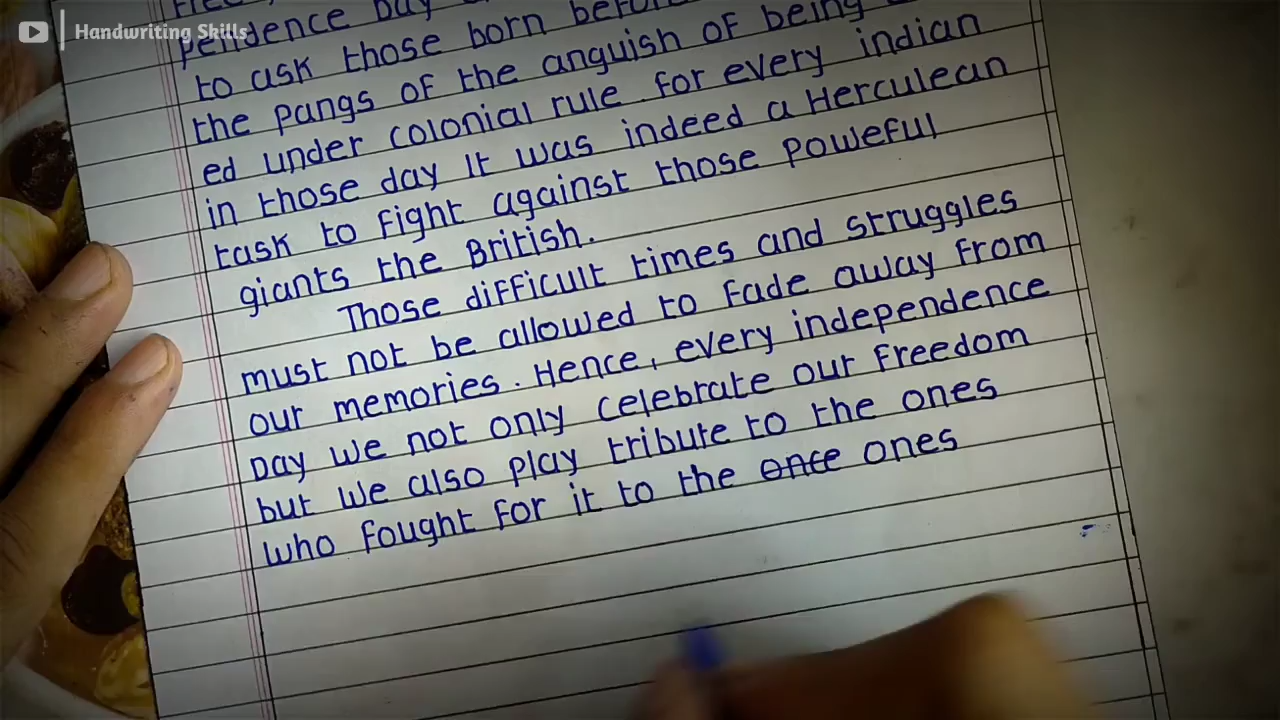 Handwriting Skills
pendence Day
to ask those born before
the pangs of the anguish of being
ed under colonial rule. for every indian
in those day It was indeed a Herculean
task to fight against those poweful
giants the British.
Those difficult times and struggles
must not be allowed to fade away from
our memories. Hence, every independence
Day we not only celebrate our freedom
but we also play tribute to the ones
who fought for it to the once ones